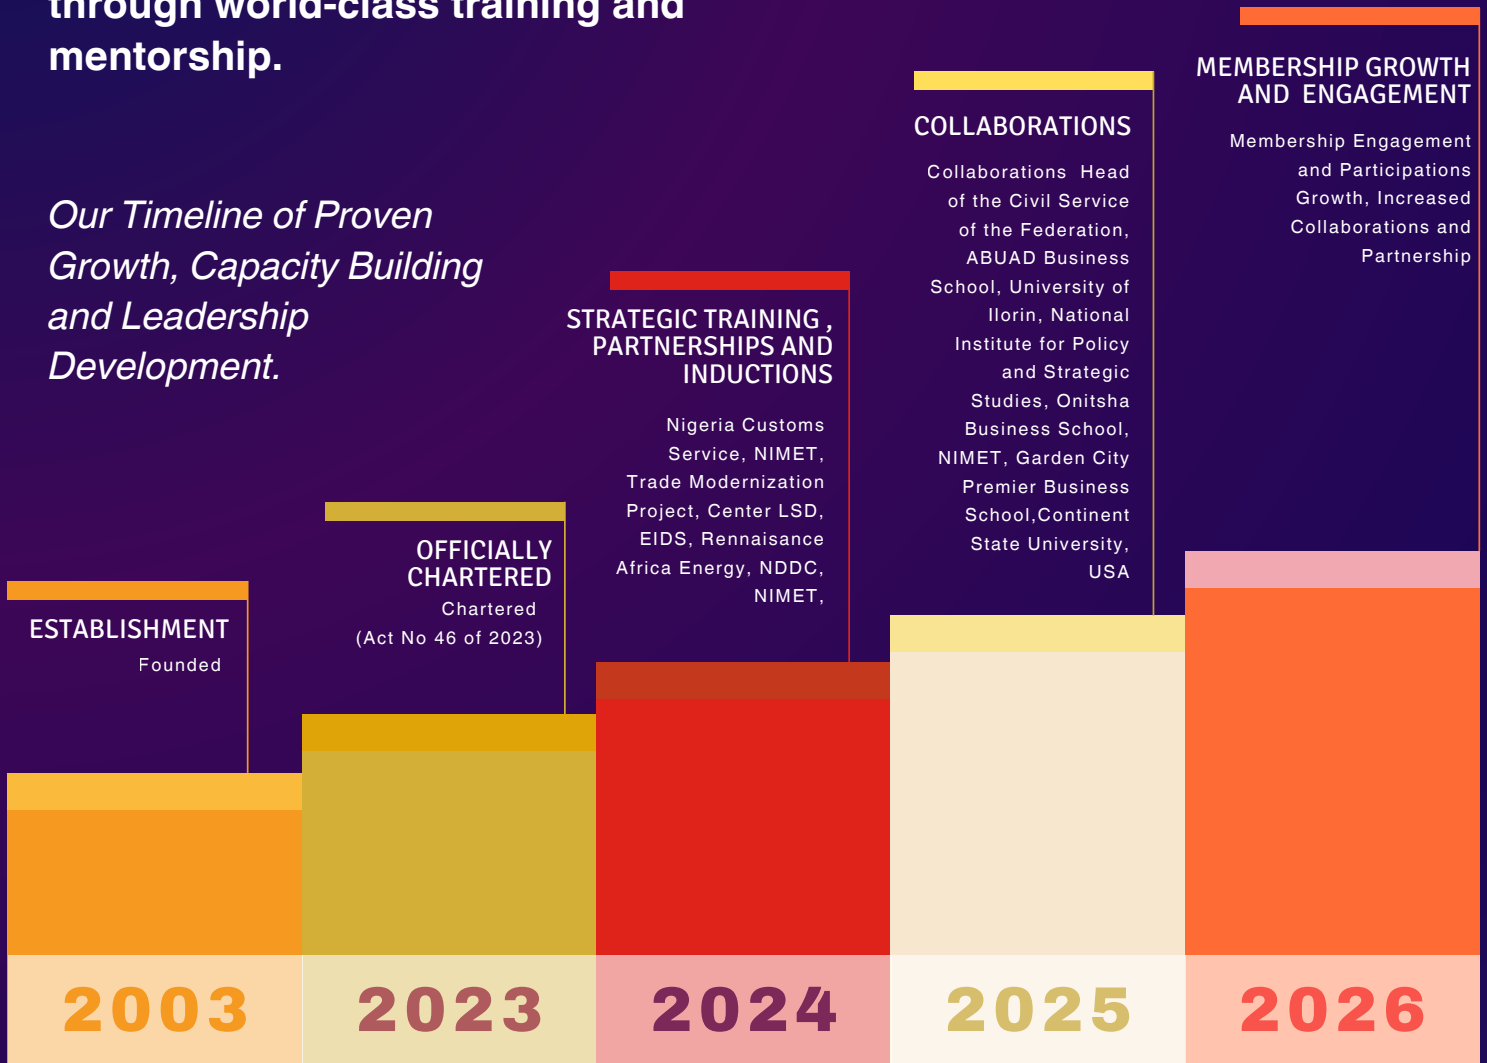 through world-class training and
mentorship.
Our Timeline of Proven
Growth, Capacity Building
and Leadership
Development.
ESTABLISHMENT
Founded
OFFICIALLY
CHARTERED
Chartered
(Act No 46 of 2023)
STRATEGIC TRAINING ,
PARTNERSHIPS AND
INDUCTIONS
Nigeria Customs
Service, NIMET,
Trade Modernization
Project, Center LSD,
EIDS, Rennaisance
Africa Energy, NDDC,
NIMET,
COLLABORATIONS
Collaborations  Head
of the Civil Service
of the Federation,
ABUAD Business
School, University of
Ilorin, National
Institute for Policy
and Strategic
Studies, Onitsha
Business School,
NIMET, Garden City
Premier Business
School,Continent
State University,
USA
MEMBERSHIP GROWTH
AND  ENGAGEMENT
Membership Engagement
and Participations
Growth, Increased
Collaborations and
Partnership
2003
2023
2024
2025
2026